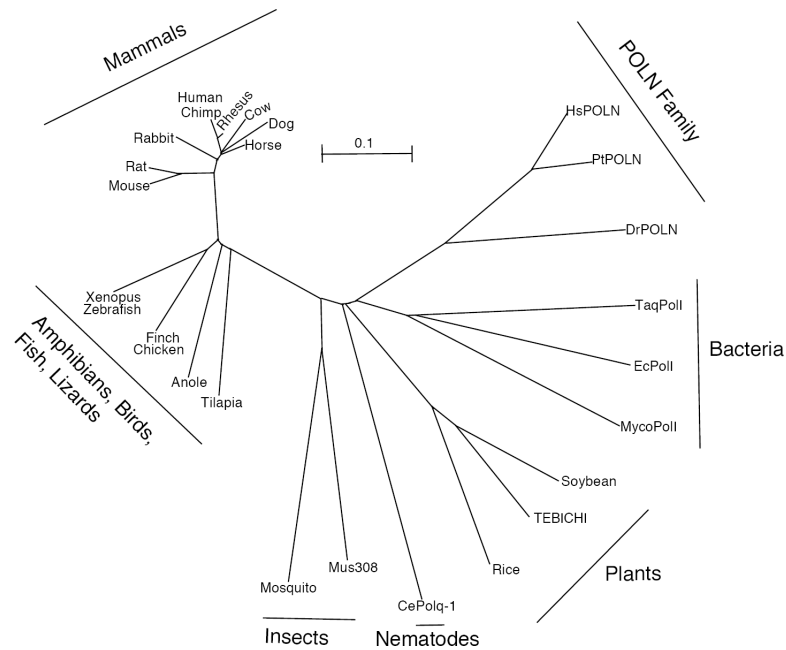 Mammals
POLN Family
Human
Chimp
Rhesus
Cow
Dog
Horse
Rabbit
Rat
Mouse
0.1
HsPOLN
PtPOLN
DrPOLN
TaqPolI
EcPolI
MycoPolI
Bacteria
Xenopus
Zebrafish
Finch
Chicken
Anole
Tilapia
Amphibians, Birds,
Fish, Lizards
Soybean
TEBICHI
Rice
Plants
Mus308
Mosquito
CePolq-1
Insects
Nematodes